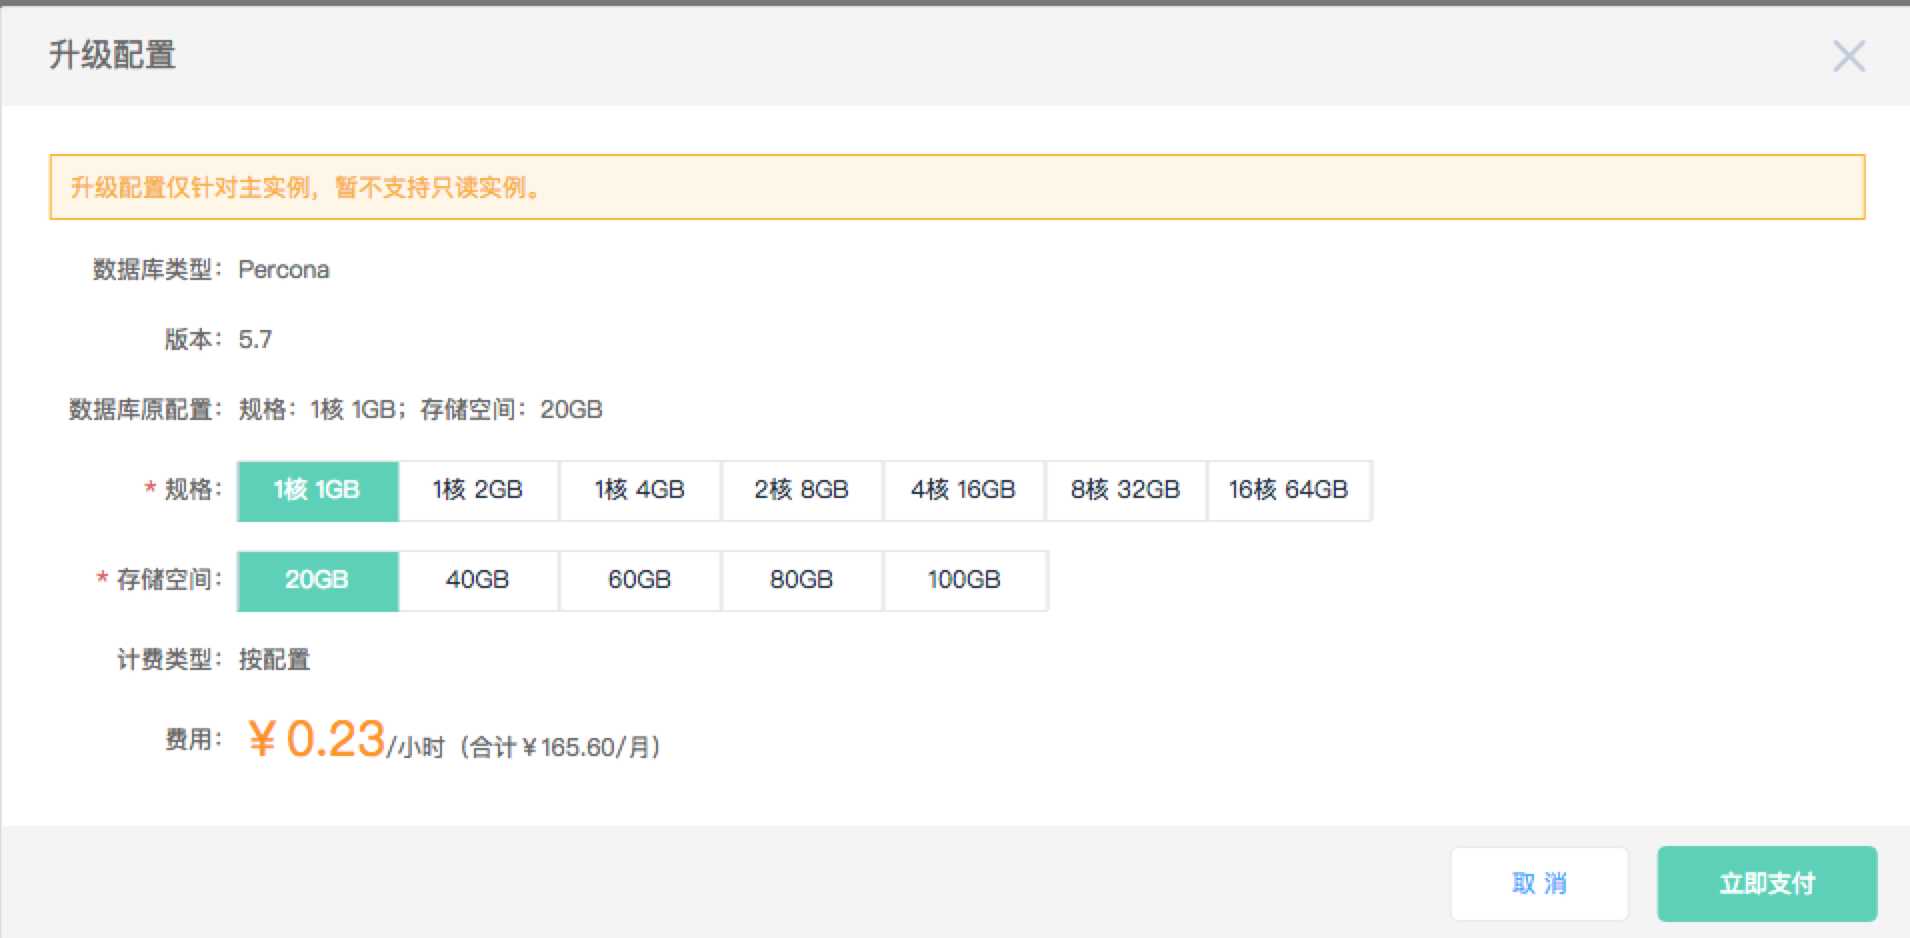 升级配置
升级配置仅针对主实例，暂不支持只读实例。
数据库类型： Percona
版本： 5.7
数据库原配置： 规格：1核 1GB；存储空间：20GB
* 规格： 1核 1GB 1核 2GB 1核 4GB 2核 8GB 4核 16GB 8核 32GB 16核 64GB
* 存储空间： 20GB 40GB 60GB 80GB 100GB
计费类型： 按配置
费用： ¥ 0.23/小时（合计¥165.60/月）
取 消 立即支付